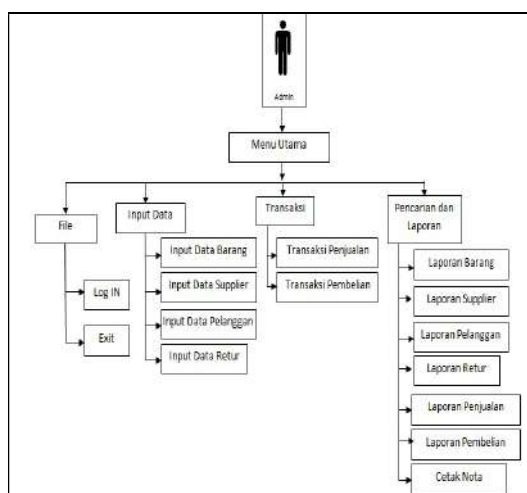 Admin
Menu Utama
File
Log IN
Exit
Input Data
Input Data Barang
Input Data Supplier
Input Data Pelanggan
Input Data Retur
Transaksi
Transaksi Penjualan
Transaksi Pembelian
Pencarian dan
Laporan
Laporan Barang
Laporan Supplier
Laporan Pelanggan
Laporan Retur
Laporan Penjualan
Laporan Pembelian
Cetak Nota